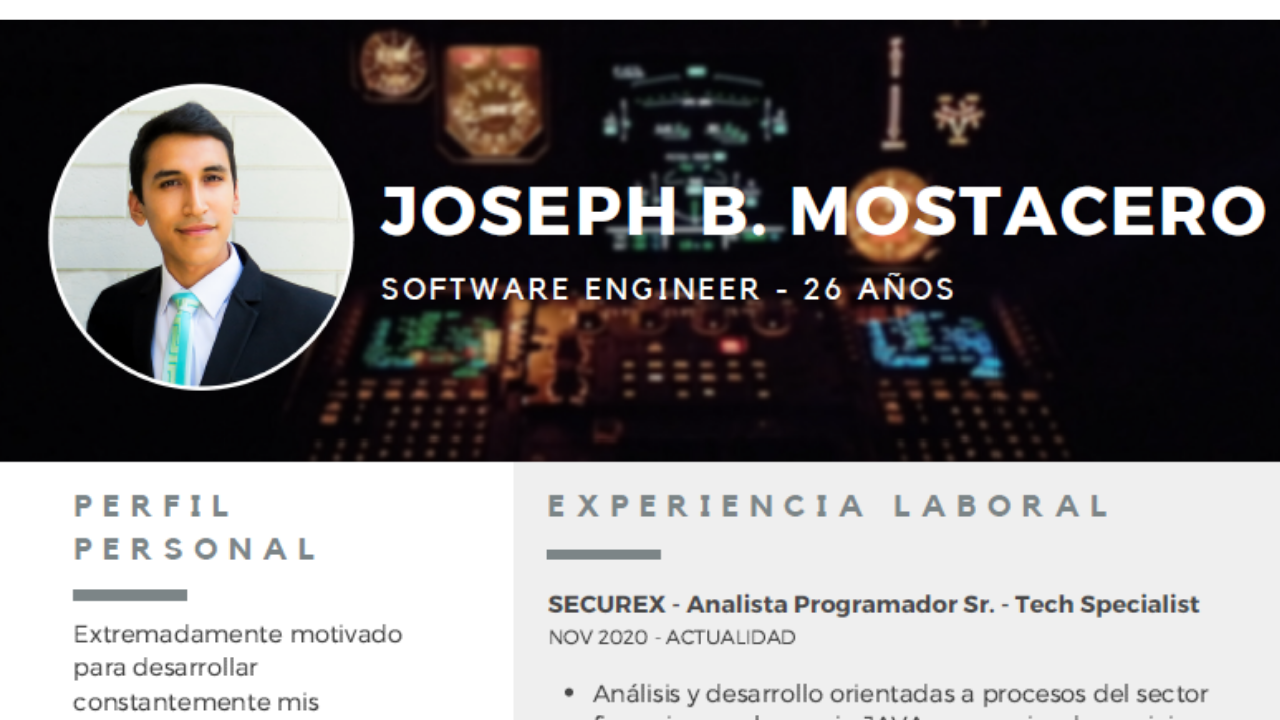 JOSEPH B. MOSTACERO
SOFTWARE ENGINEER - 26 AÑOS
PERFIL
PERSONAL
Extremadamente motivado
para desarrollar
constantemente mis
EXPERIENCIA LABORAL
SECUREX - Analista Programador Sr. - Tech Specialist
NOV 2020 - ACTUALIDAD
• Análisis y desarrollo orientadas a procesos del sector